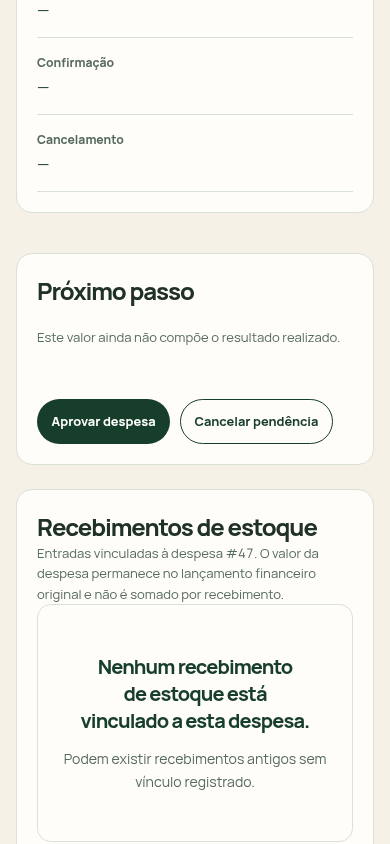 —
Confirmação
—
Cancelamento
—
Próximo passo
Este valor ainda não compõe o resultado realizado.
Aprovar despesa
Cancelar pendência
Recebimentos de estoque
Entradas vinculadas à despesa #47. O valor da
despesa permanece no lançamento financeiro
original e não é somado por recebimento.
Nenhum recebimento
de estoque está
vinculado a esta despesa.
Podem existir recebimentos antigos sem
vínculo registrado.